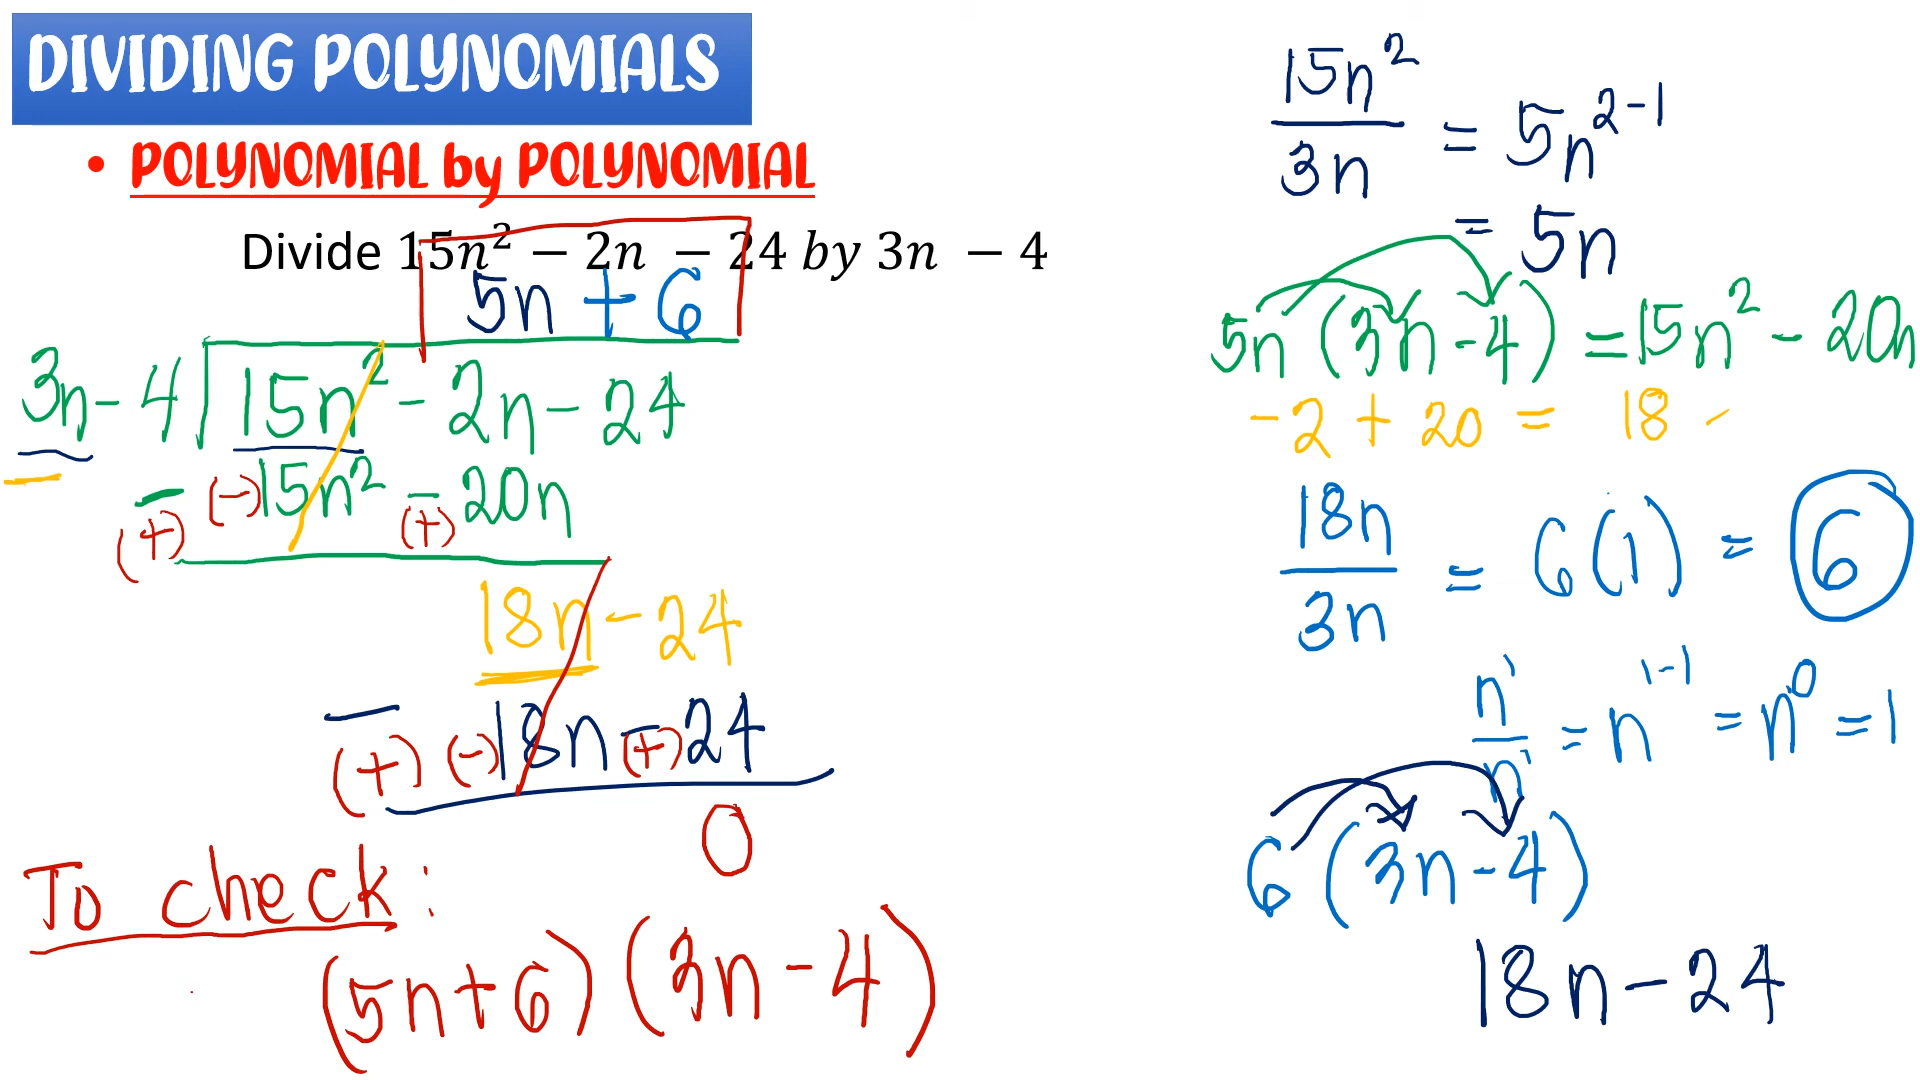 DIVIDING POLYNOMIALS
• POLYNOMIAL by POLYNOMIAL
Divide 15n² − 2n − 24 by 3n − 4
5n + 6
3n - 4 15n² - 2n - 24
− (−) 15n² − 20n
(+) (+)
18n - 24
− 18n − 24
(+) (−) (+)
0
To check:
(5n+6) (3n-4)
15n²
3n
= 5n²⁻¹
= 5n
5n (3n - 4) = 15n² - 20n
-2 + 20 = 18
18n
3n
= 6(1) = 6
n¹
n¹
= n¹⁻¹ = n⁰ = 1
6 (3n - 4)
18n - 24